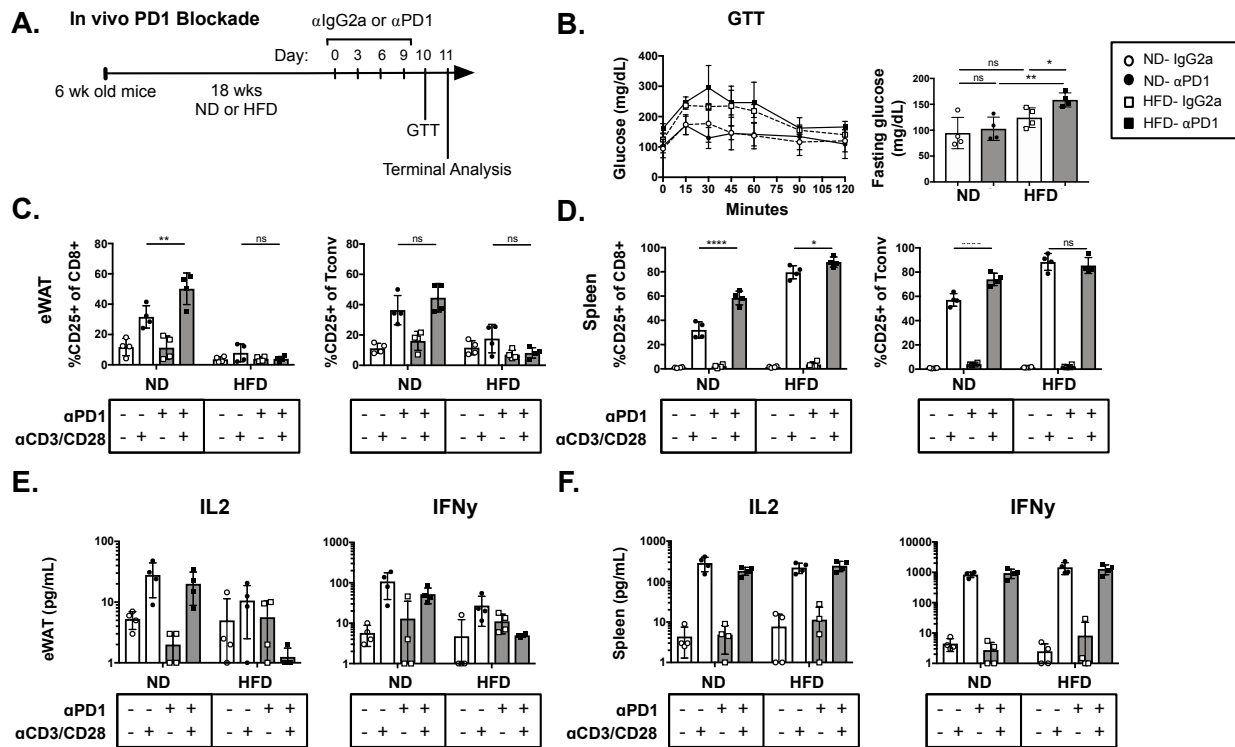 A. In vivo PD1 Blockade
αIgG2a or αPD1
Day: 0 3 6 9 10 11
6 wk old mice
18 wks
ND or HFD
GTT
Terminal Analysis
B. GTT
Glucose (mg/dL)
400
300
200
100
0
0 15 30 45 60 75 90 105 120
Minutes
Fasting glucose
(mg/dL)
200
150
100
50
0
ns *
ns **
ND HFD
ND- IgG2a
ND- αPD1
HFD- IgG2a
HFD- αPD1
C.
eWAT
%CD25+ of CD8+
80
60
40
20
0
** ns
ND HFD
%CD25+ of Tconv
80
60
40
20
0
ns ns
ND HFD
αPD1 - - + + - - + +
αCD3/CD28 - + - + - + - +
- - + + - - + +
- + - + - + - +
D.
Spleen
%CD25+ of CD8+
100
80
60
40
20
0
**** *
ND HFD
%CD25+ of Tconv
100
80
60
40
20
0
ns
ND HFD
αPD1 - - + + - - + +
αCD3/CD28 - + - + - + - +
- - + + - - + +
- + - + - + - +
E.
IL2
eWAT (pg/mL)
100
10
1
ND HFD
IFNy
1000
100
10
1
ND HFD
αPD1 - - + + - - + +
αCD3/CD28 - + - + - + - +
- - + + - - + +
- + - + - + - +
F.
IL2
Spleen (pg/mL)
1000
100
10
1
ND HFD
IFNy
1000
100
10
1
ND HFD
αPD1 - - + + - - + +
αCD3/CD28 - + - + - + - +
- - + + - - + +
- + - + - + - +